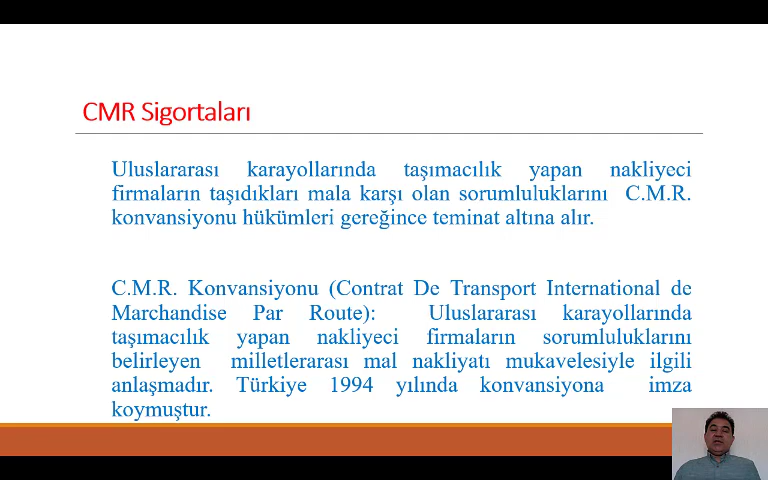 CMR Sigortaları
Uluslararası karayollarında taşımacılık yapan nakliyeci
firmaların taşıdıkları mala karşı olan sorumluluklarını C.M.R.
konvansiyonu hükümleri gereğince teminat altına alır.
C.M.R. Konvansiyonu (Contrat De Transport International de
Marchandise Par Route): Uluslararası karayollarında
taşımacılık yapan nakliyeci firmaların sorumluluklarını
belirleyen milletlerarası mal nakliyatı mukavelesiyle ilgili
anlaşmadır. Türkiye 1994 yılında konvansiyona imza
koymuştur.